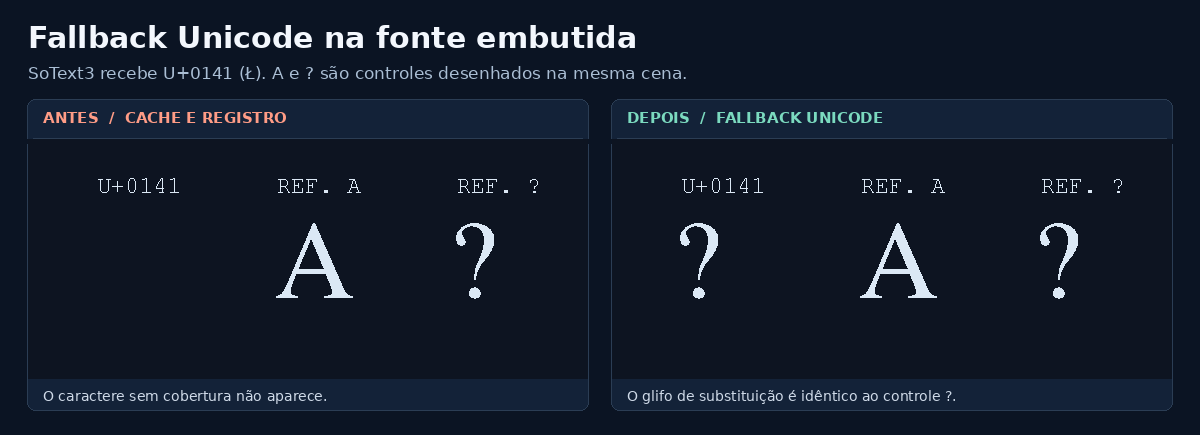 Fallback Unicode na fonte embutida
SoText3 recebe U+0141 (Ł). A e ? são controles desenhados na mesma cena.
ANTES / CACHE E REGISTRO
U+0141 REF. A REF. ?
A ?
O caractere sem cobertura não aparece.
DEPOIS / FALLBACK UNICODE
U+0141 REF. A REF. ?
? A ?
O glifo de substituição é idêntico ao controle ?.